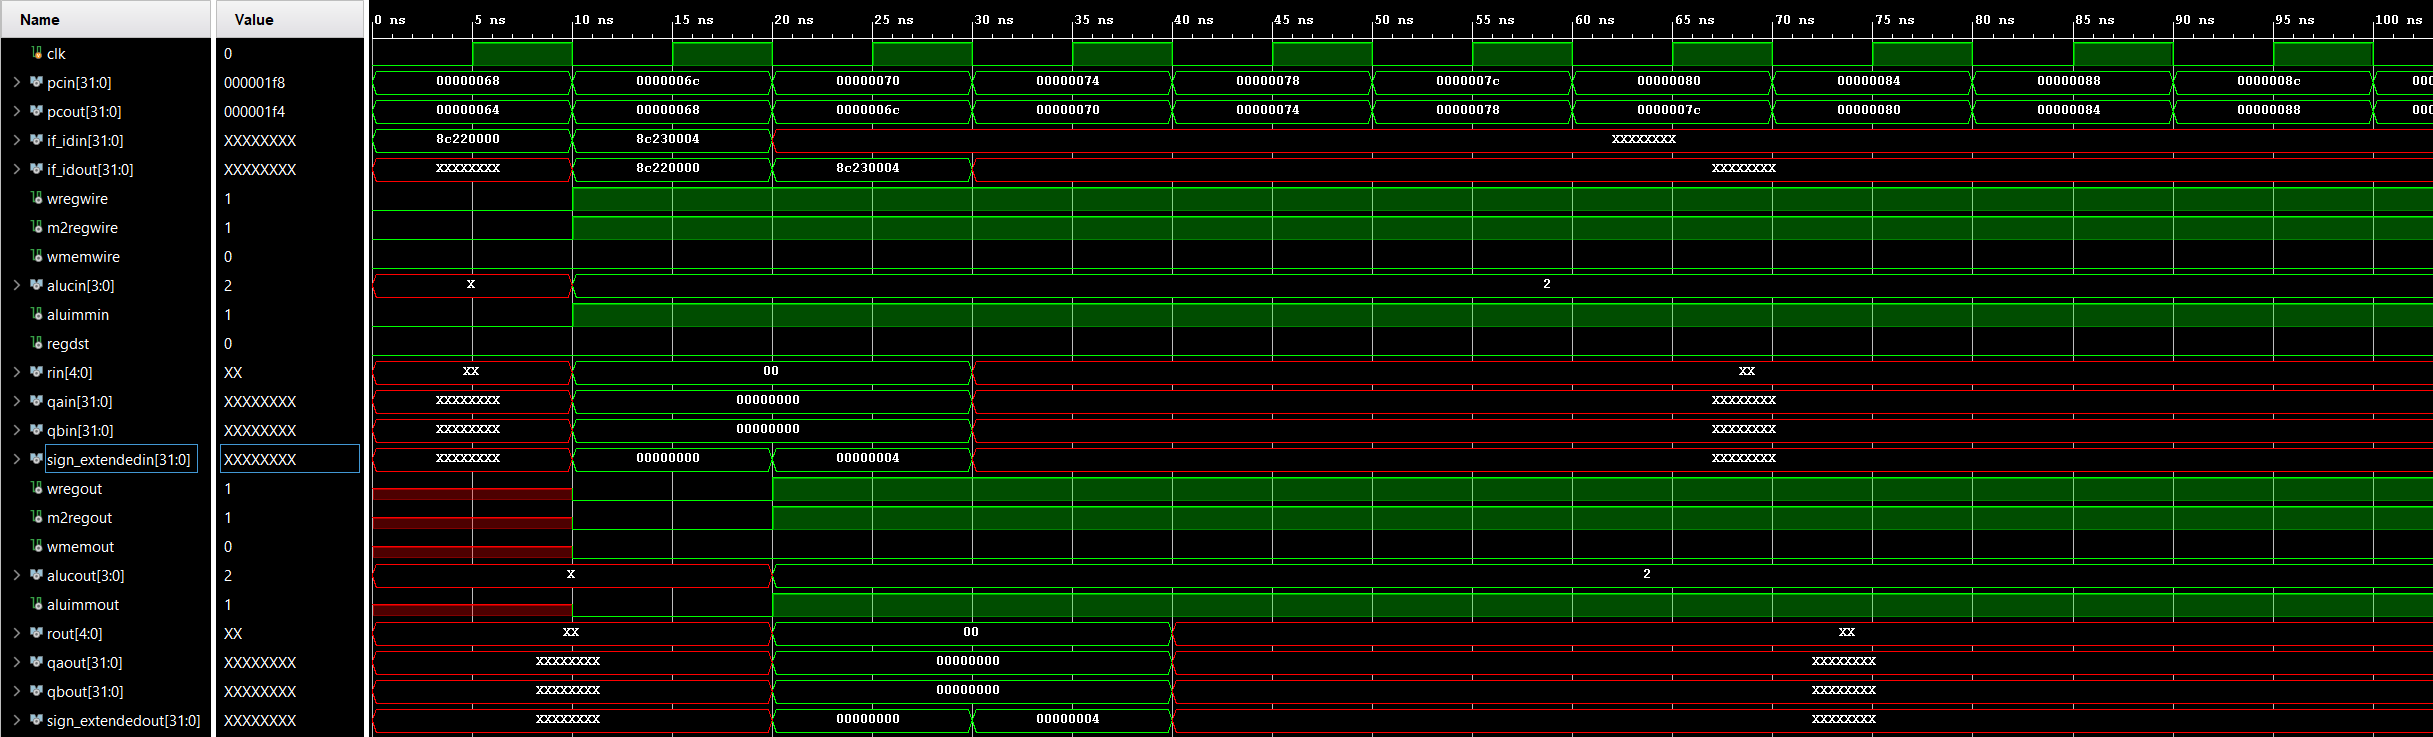 Name Value 0 ns 5 ns 10 ns 15 ns 20 ns 25 ns 30 ns 35 ns 40 ns 45 ns 50 ns 55 ns 60 ns 65 ns 70 ns 75 ns 80 ns 85 ns 90 ns 95 ns 100 ns
clk 0
pcin[31:0] 000001f8 00000068 0000006c 00000070 00000074 00000078 0000007c 00000080 00000084 00000088 0000008c 000
pcout[31:0] 000001f4 00000064 00000068 0000006c 00000070 00000074 00000078 0000007c 00000080 00000084 00000088 000
if_idin[31:0] XXXXXXXX 8c220000 8c230004 XXXXXXXX
if_idout[31:0] XXXXXXXX XXXXXXXX 8c220000 8c230004 XXXXXXXX
wregwire 1
m2regwire 1
wmemwire 0
alucin[3:0] 2 X 2
aluimmin 1
regdst 0
rin[4:0] XX XX 00 XX
qain[31:0] XXXXXXXX XXXXXXXX 00000000 XXXXXXXX
qbin[31:0] XXXXXXXX XXXXXXXX 00000000 XXXXXXXX
sign_extendedin[31:0] XXXXXXXX XXXXXXXX 00000000 00000004 XXXXXXXX
wregout 1
m2regout 1
wmemout 0
alucout[3:0] 2 X 2
aluimmout 1
rout[4:0] XX XX 00 XX
qaout[31:0] XXXXXXXX XXXXXXXX 00000000 XXXXXXXX
qbout[31:0] XXXXXXXX XXXXXXXX 00000000 XXXXXXXX
sign_extendedout[31:0] XXXXXXXX XXXXXXXX 00000000 00000004 XXXXXXXX